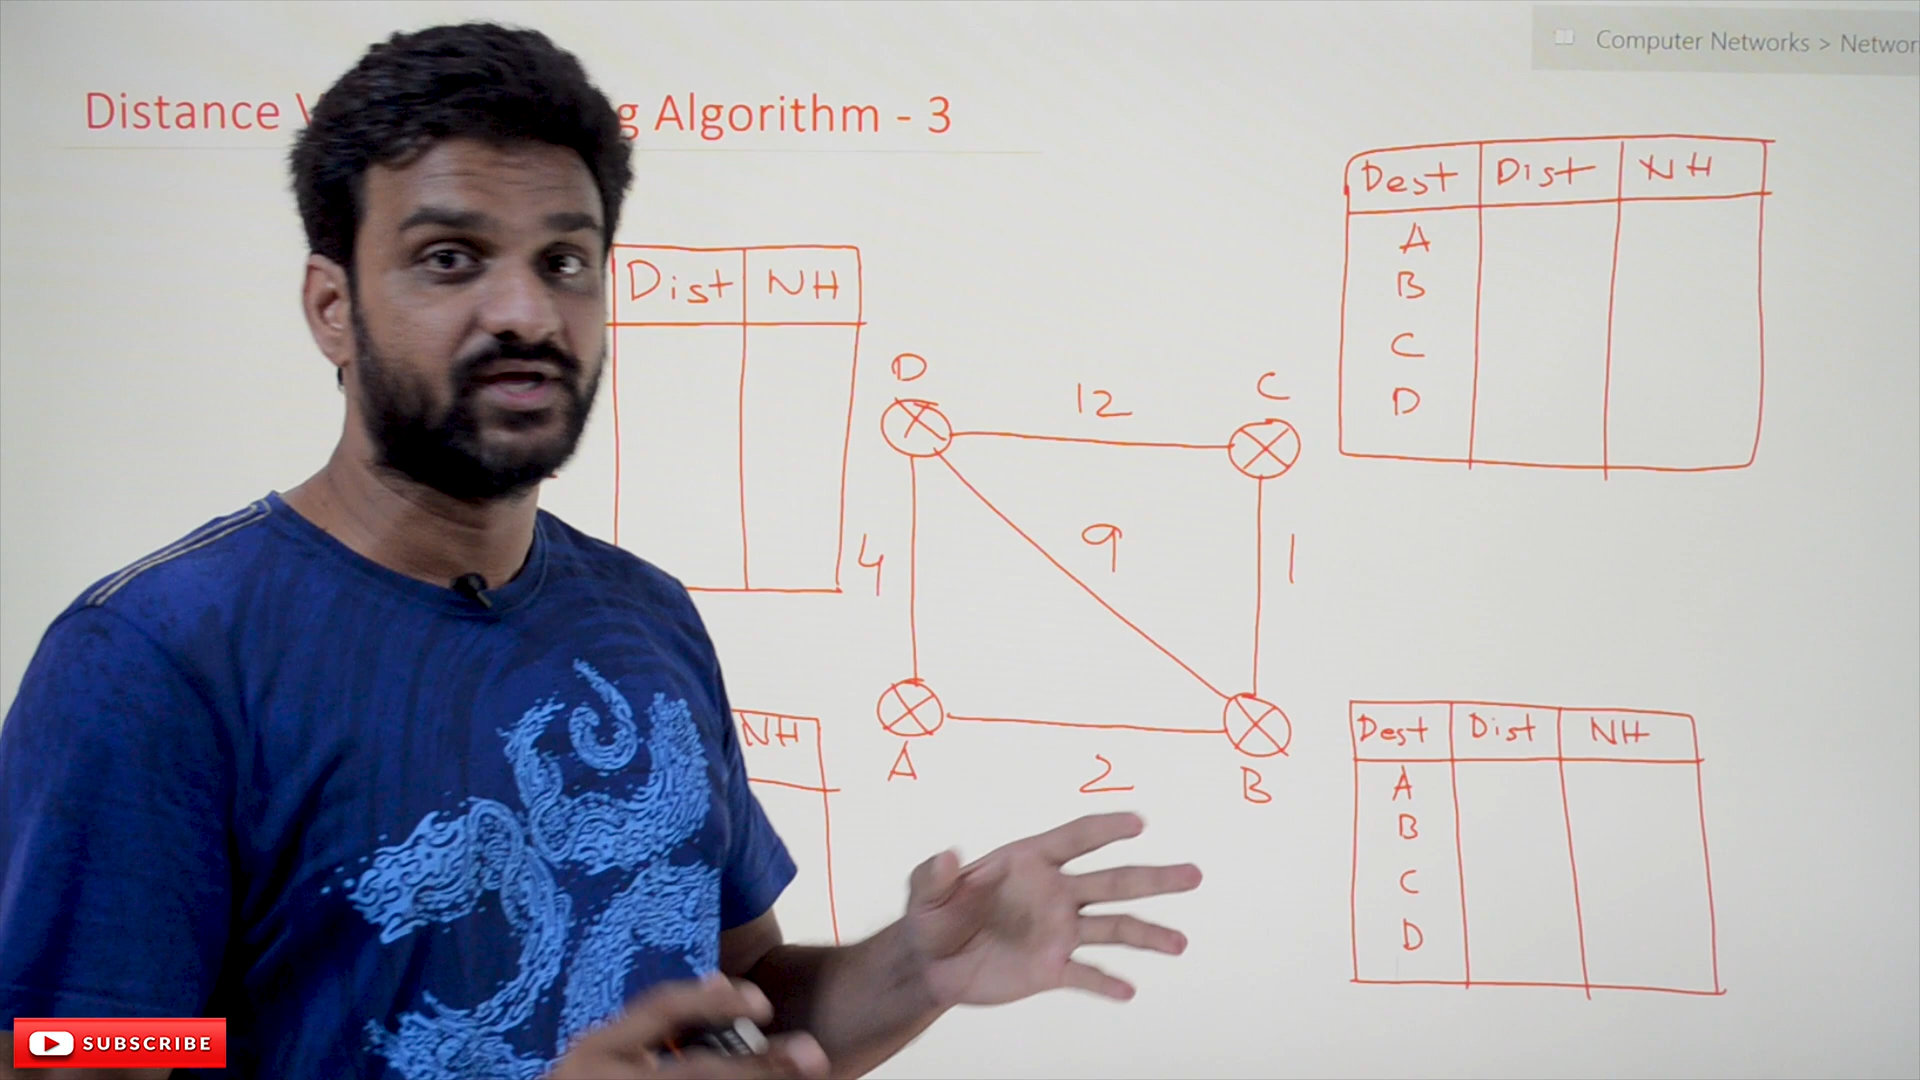 Computer Networks > Networ
Distance V g Algorithm - 3
Dest Dist NH
A
B
C
D
Dist NH
D
12
C
4
9
1
A
2
B
NH
Dest Dist NH
A
B
C
D
SUBSCRIBE